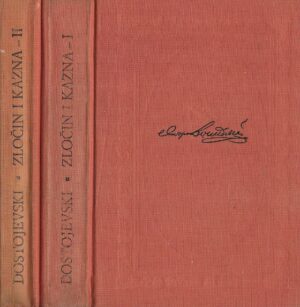 DOSTOJEVSKI ★ ZLOČIN I KAZNA – II
DOSTOJEVSKI ★ ZLOČIN I KAZNA – I